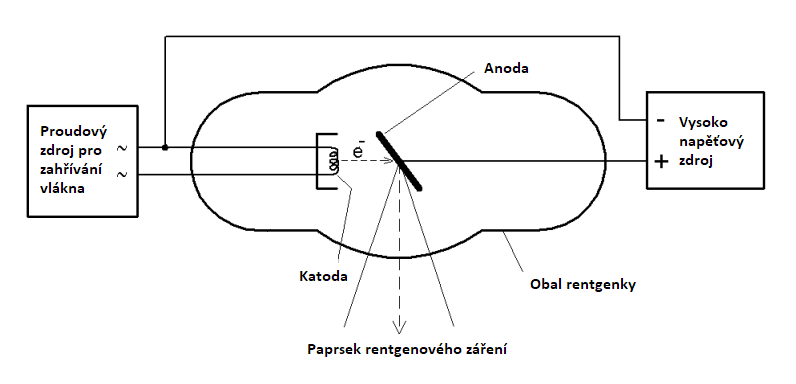 Anoda
Proudový
zdroj pro
zahřívání
vlákna
~
~
e-
-
+
Vysoko
napěťový
zdroj
Katoda
Obal rentgenky
Paprsek rentgenového záření